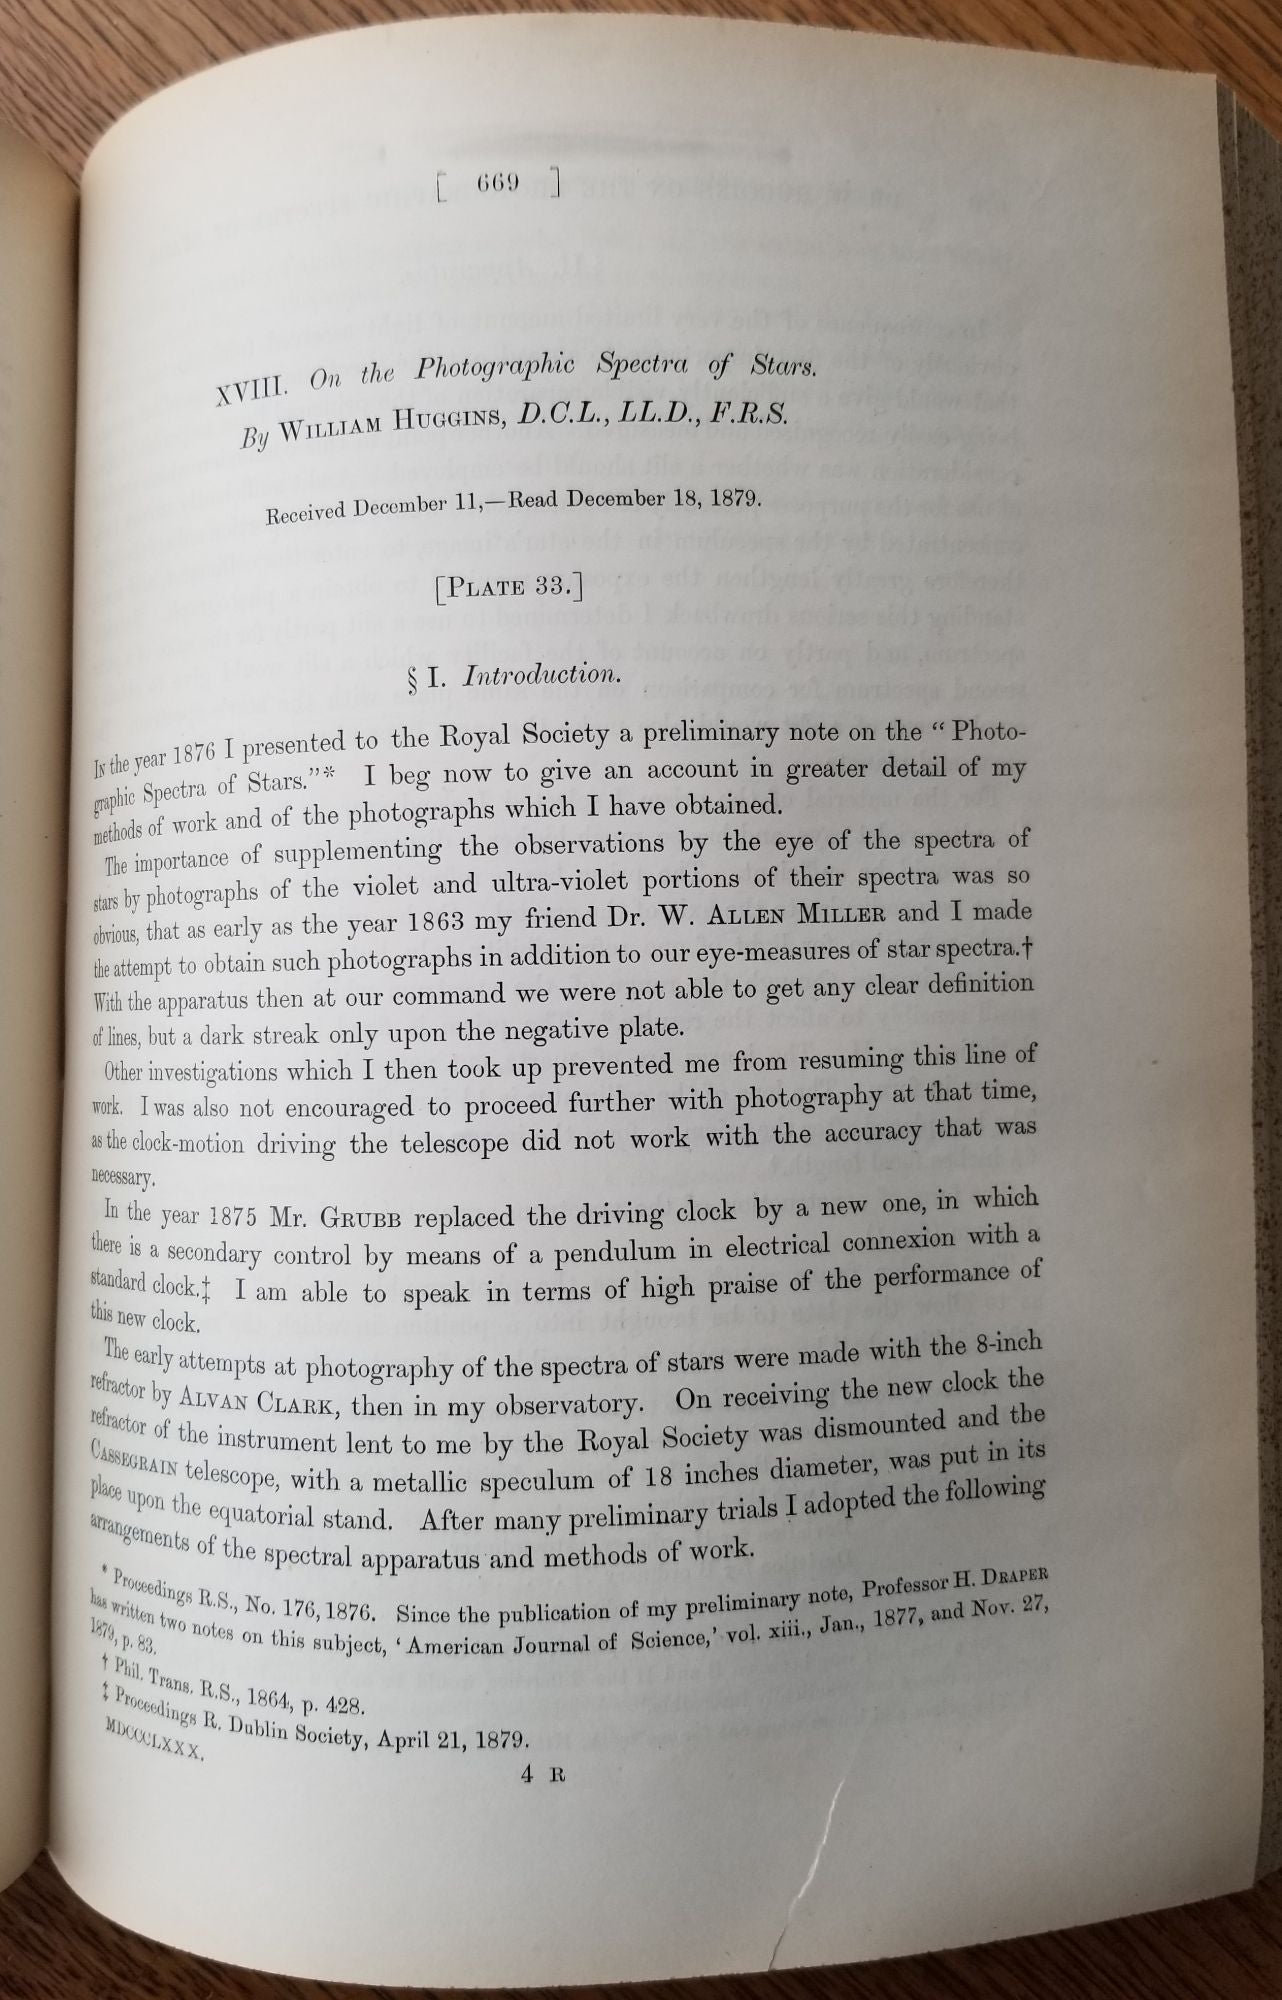 [ 669 ]
XVIII. On the Photographic Spectra of Stars.
By WILLIAM HUGGINS, D.C.L., LL.D., F.R.S.
Received December 11,—Read December 18, 1879.
[PLATE 33.]
§ I. Introduction.
IN the year 1876 I presented to the Royal Society a preliminary note on the “Photo-
graphic Spectra of Stars.”* I beg now to give an account in greater detail of my
methods of work and of the photographs which I have obtained.
The importance of supplementing the observations by the eye of the spectra of
stars by photographs of the violet and ultra-violet portions of their spectra was so
obvious, that as early as the year 1863 my friend Dr. W. ALLEN MILLER and I made
the attempt to obtain such photographs in addition to our eye-measures of star spectra.†
With the apparatus then at our command we were not able to get any clear definition
of lines, but a dark streak only upon the negative plate.
Other investigations which I then took up prevented me from resuming this line of
work. I was also not encouraged to proceed further with photography at that time,
as the clock-motion driving the telescope did not work with the accuracy that was
necessary.
In the year 1875 Mr. GRUBB replaced the driving clock by a new one, in which
there is a secondary control by means of a pendulum in electrical connexion with a
standard clock.‡ I am able to speak in terms of high praise of the performance of
this new clock.
The early attempts at photography of the spectra of stars were made with the 8-inch
refractor by ALVAN CLARK, then in my observatory. On receiving the new clock the
refractor of the instrument lent to me by the Royal Society was dismounted and the
CASSEGRAIN telescope, with a metallic speculum of 18 inches diameter, was put in its
place upon the equatorial stand. After many preliminary trials I adopted the following
arrangements of the spectral apparatus and methods of work.
* Proceedings R.S., No. 176, 1876. Since the publication of my preliminary note, Professor H. DRAPER
has written two notes on this subject, ‘American Journal of Science,’ vol. xiii., Jan., 1877, and Nov. 27,
1879, p. 83.
† Phil. Trans. R.S., 1864, p. 428.
‡ Proceedings R. Dublin Society, April 21, 1879.
MDCCCLXXX.
4 R